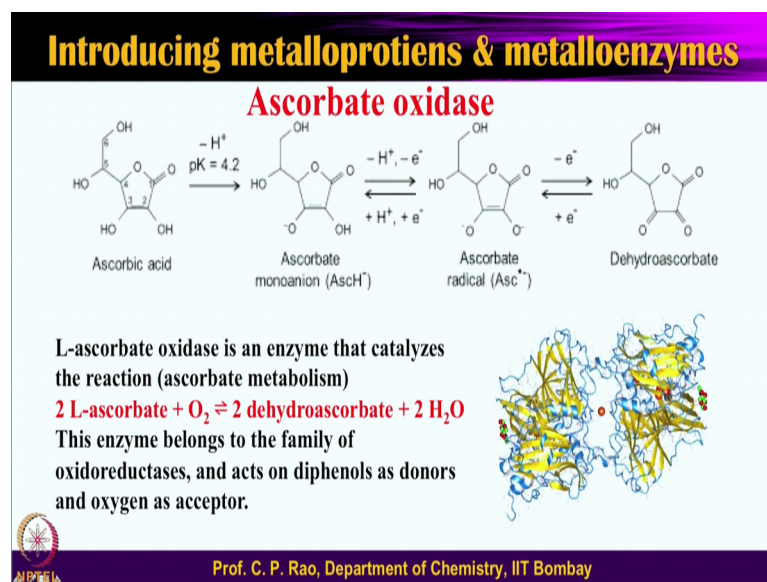 Introducing metalloprotiens & metalloenzymes
Ascorbate oxidase
OH
6
5
HO
4
O
O
1
3 2
HO OH
Ascorbic acid
– H⁺
pK = 4.2
OH
HO
O
O
⁻O OH
Ascorbate
monoanion (AscH⁻)
– H⁺, – e⁻
+ H⁺, + e⁻
OH
HO
O
O
⁻O O⁻
Ascorbate
radical (Asc•⁻)
– e⁻
+ e⁻
OH
HO
O
O
O O
Dehydroascorbate
L-ascorbate oxidase is an enzyme that catalyzes
the reaction (ascorbate metabolism)
2 L-ascorbate + O₂ ⇌ 2 dehydroascorbate + 2 H₂O
This enzyme belongs to the family of
oxidoreductases, and acts on diphenols as donors
and oxygen as acceptor.
NPTEL
Prof. C. P. Rao, Department of Chemistry, IIT Bombay